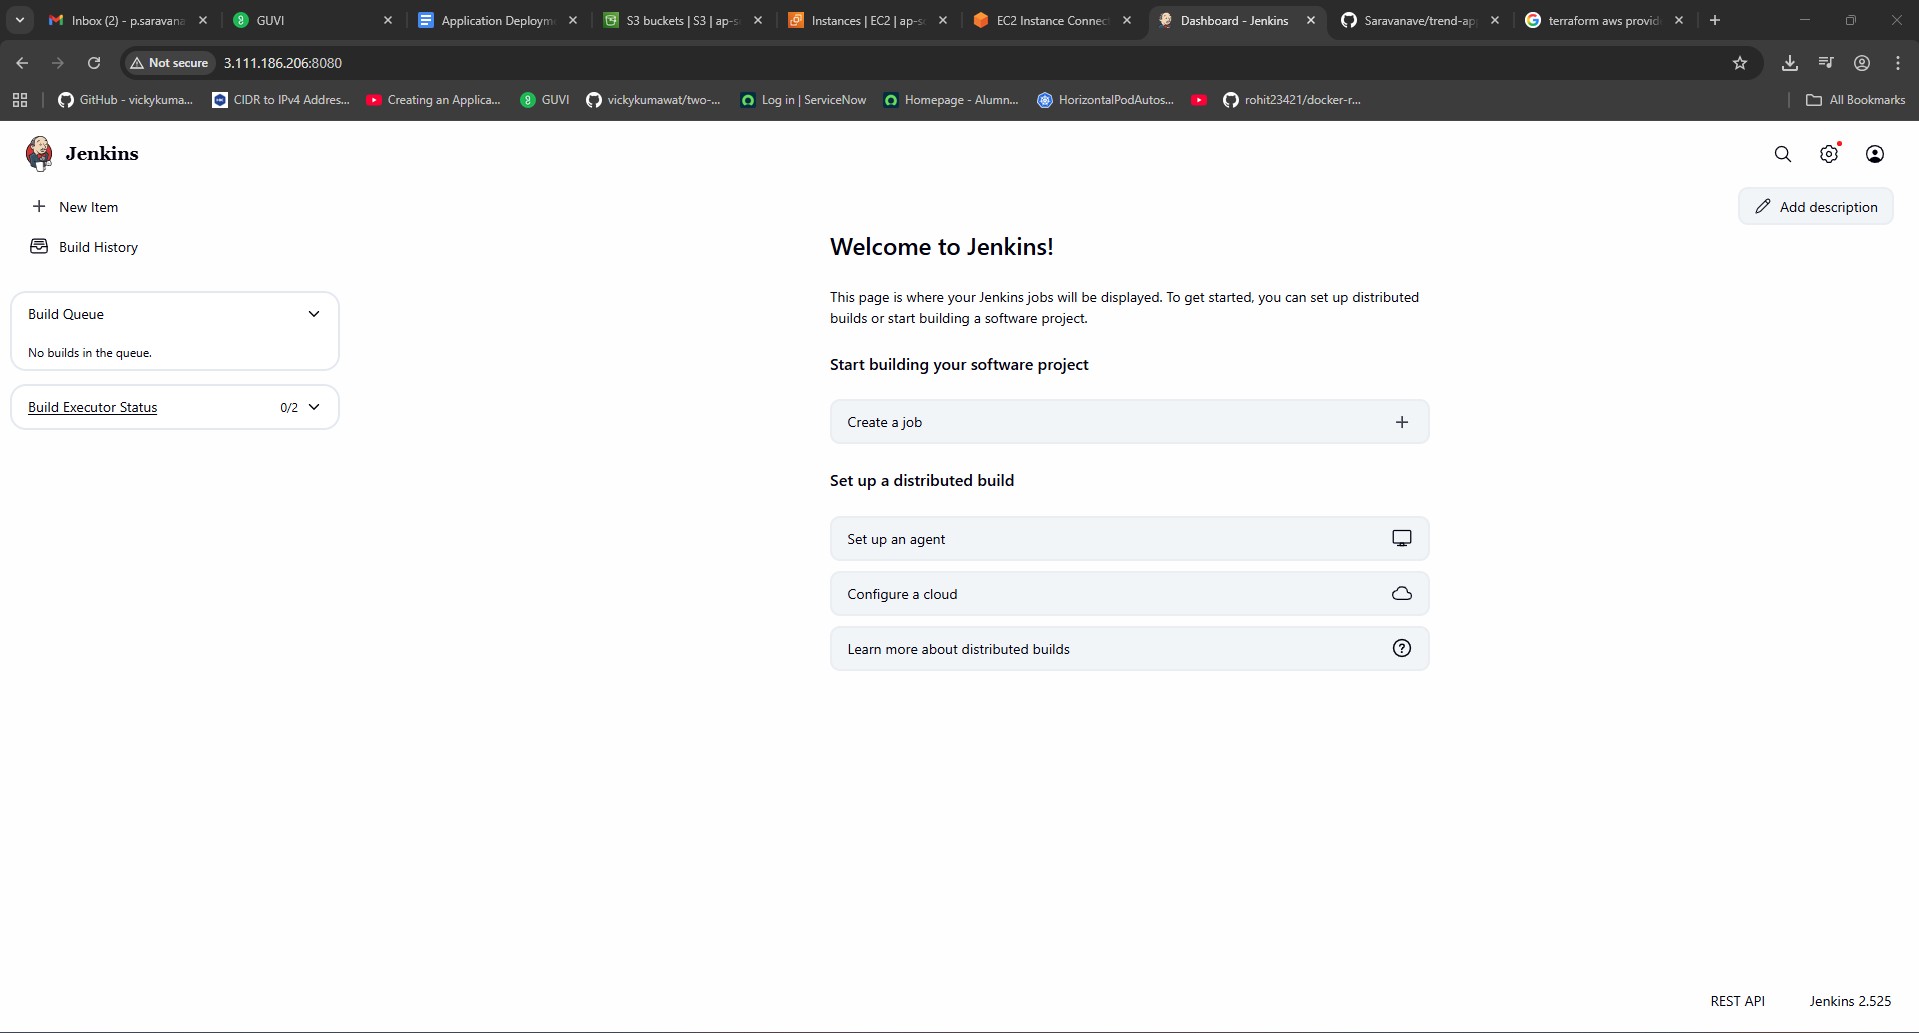 Inbox (2) - p.saravana
GUVI
Application Deploym
S3 buckets | S3 | ap-s
Instances | EC2 | ap-s
EC2 Instance Connec
Dashboard - Jenkins
Saravanave/trend-ap
terraform aws provid
Not secure
3.111.186.206:8080
GitHub - vickykuma...
CIDR to IPv4 Addres...
Creating an Applica...
GUVI
vickykumawat/two-...
Log in | ServiceNow
Homepage - Alumn...
HorizontalPodAutos...
rohit23421/docker-r...
All Bookmarks
Jenkins
New Item
Add description
Build History
Build Queue
No builds in the queue.
Build Executor Status
0/2
Welcome to Jenkins!
This page is where your Jenkins jobs will be displayed. To get started, you can set up distributed
builds or start building a software project.
Start building your software project
Create a job
Set up a distributed build
Set up an agent
Configure a cloud
Learn more about distributed builds
REST API
Jenkins 2.525